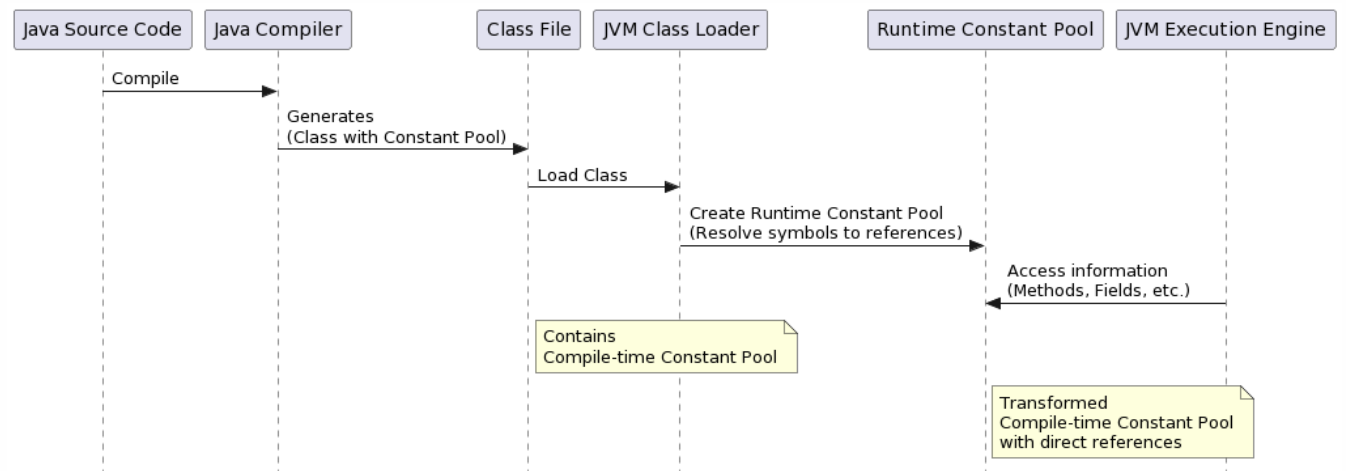 Java Source Code
Java Compiler
Class File
JVM Class Loader
Runtime Constant Pool
JVM Execution Engine
Compile
Generates
(Class with Constant Pool)
Load Class
Create Runtime Constant Pool
(Resolve symbols to references)
Access information
(Methods, Fields, etc.)
Contains
Compile-time Constant Pool
Transformed
Compile-time Constant Pool
with direct references